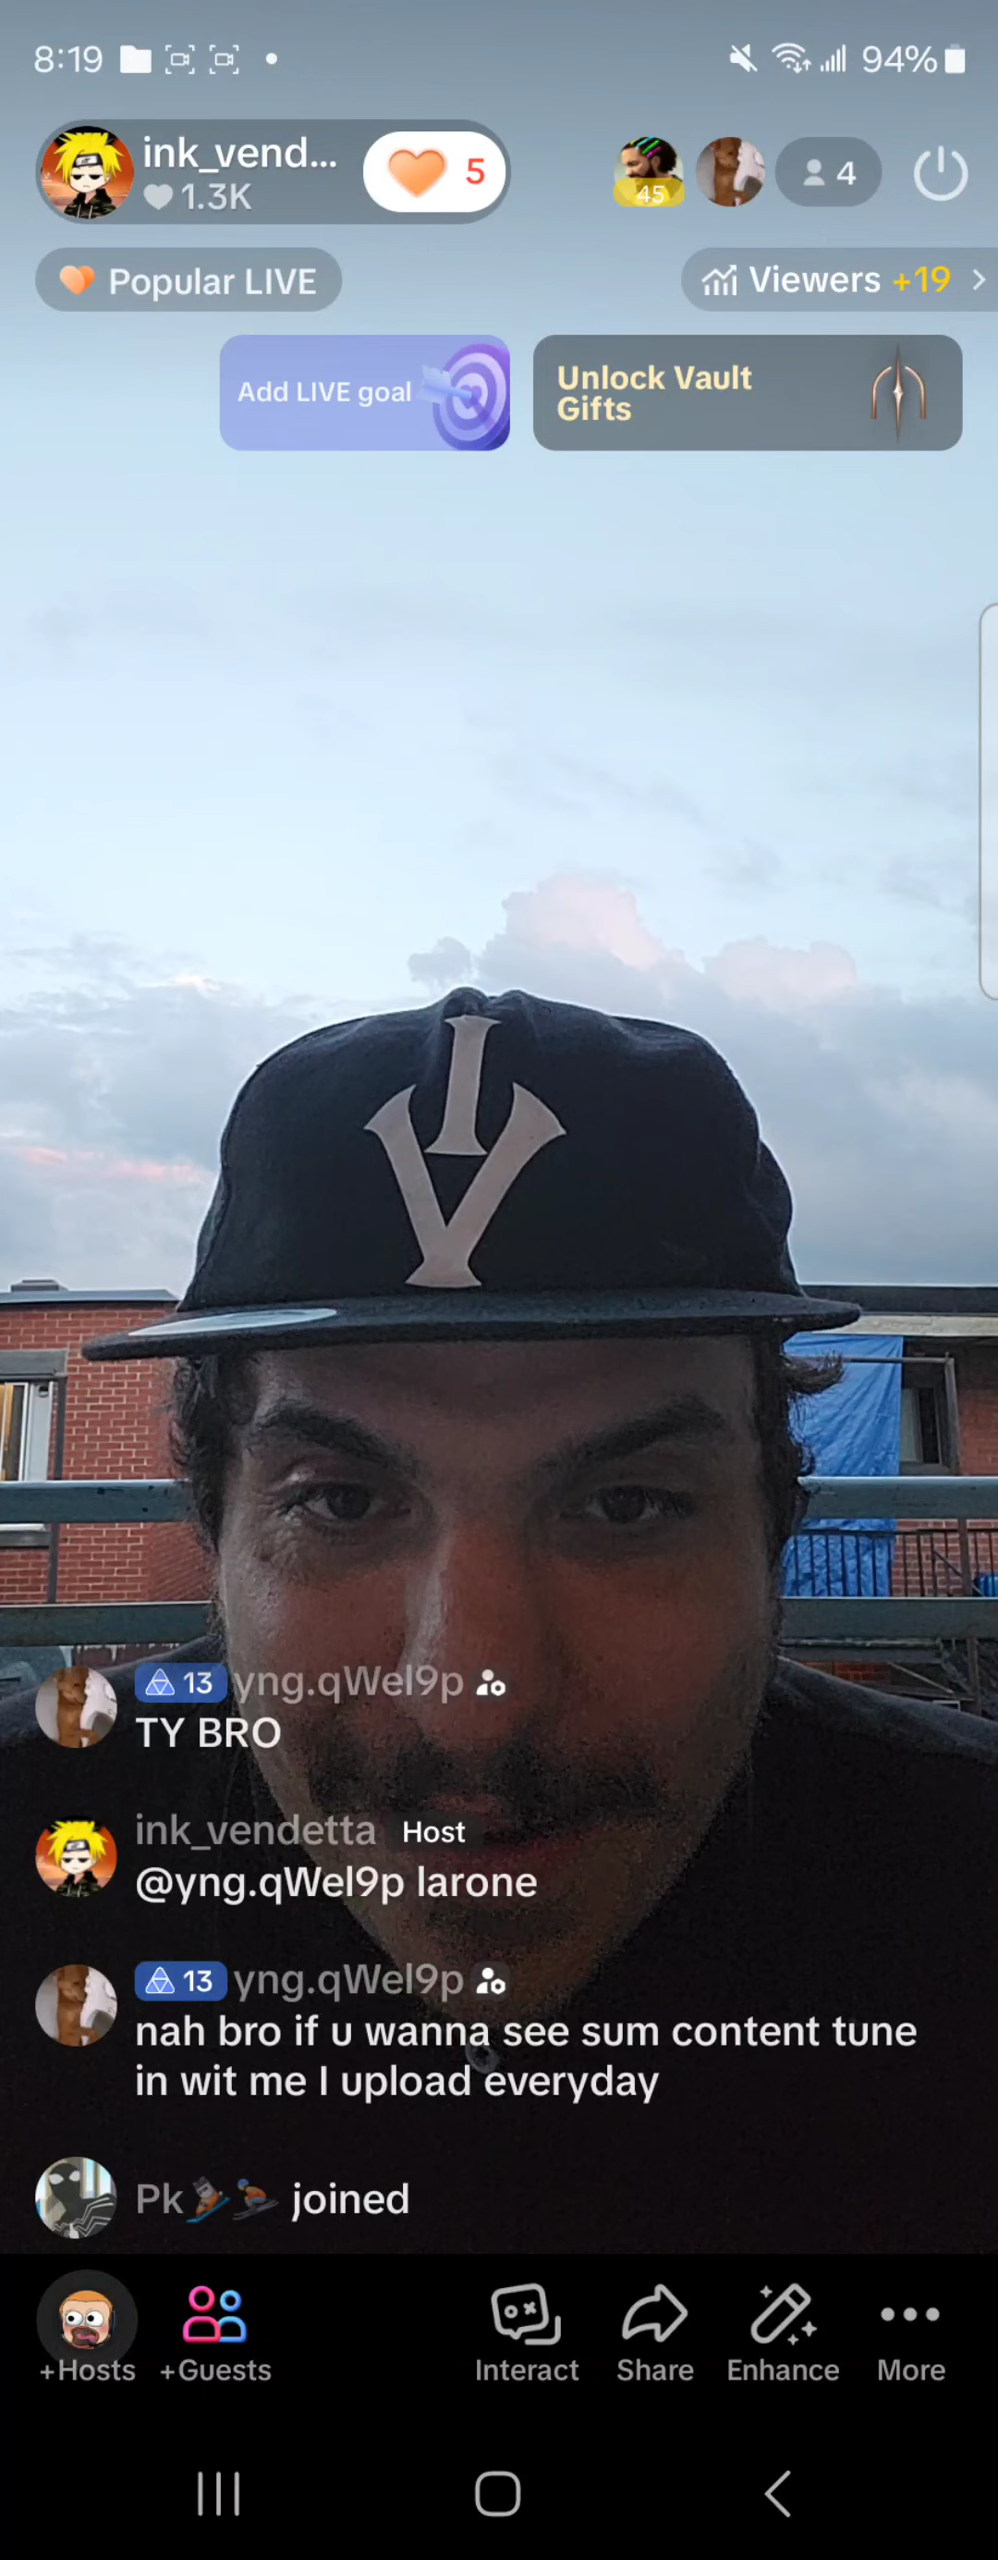 8:19
94%
ink_vend...
1.3K
5
45
4
Popular LIVE
Viewers +19 >
Add LIVE goal
Unlock Vault
Gifts
I
V
13 yng.qWel9p
TY BRO
ink_vendetta Host
@yng.qWel9p larone
13 yng.qWel9p
nah bro if u wanna see sum content tune
in wit me I upload everyday
Pk joined
+Hosts
+Guests
Interact
Share
Enhance
More